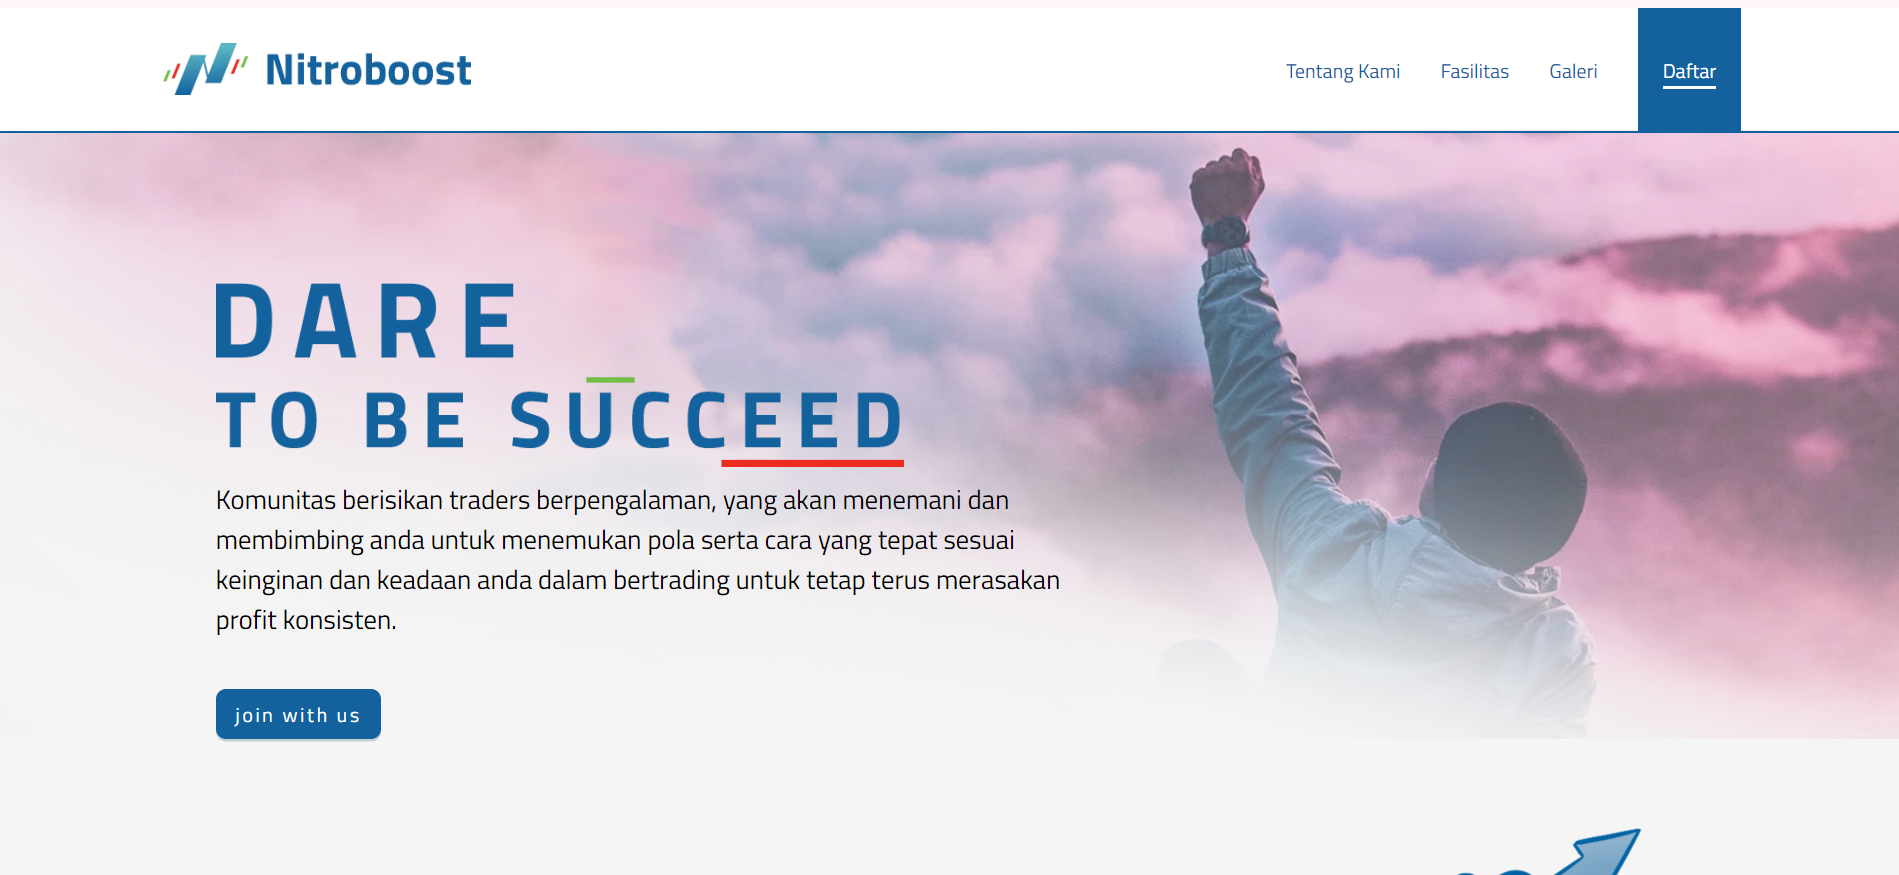 Nitroboost
Tentang Kami
Fasilitas
Galeri
Daftar
DARE
TO BE SUCCEED
Komunitas berisikan traders berpengalaman, yang akan menemani dan
membimbing anda untuk menemukan pola serta cara yang tepat sesuai
keinginan dan keadaan anda dalam bertrading untuk tetap terus merasakan
profit konsisten.
join with us